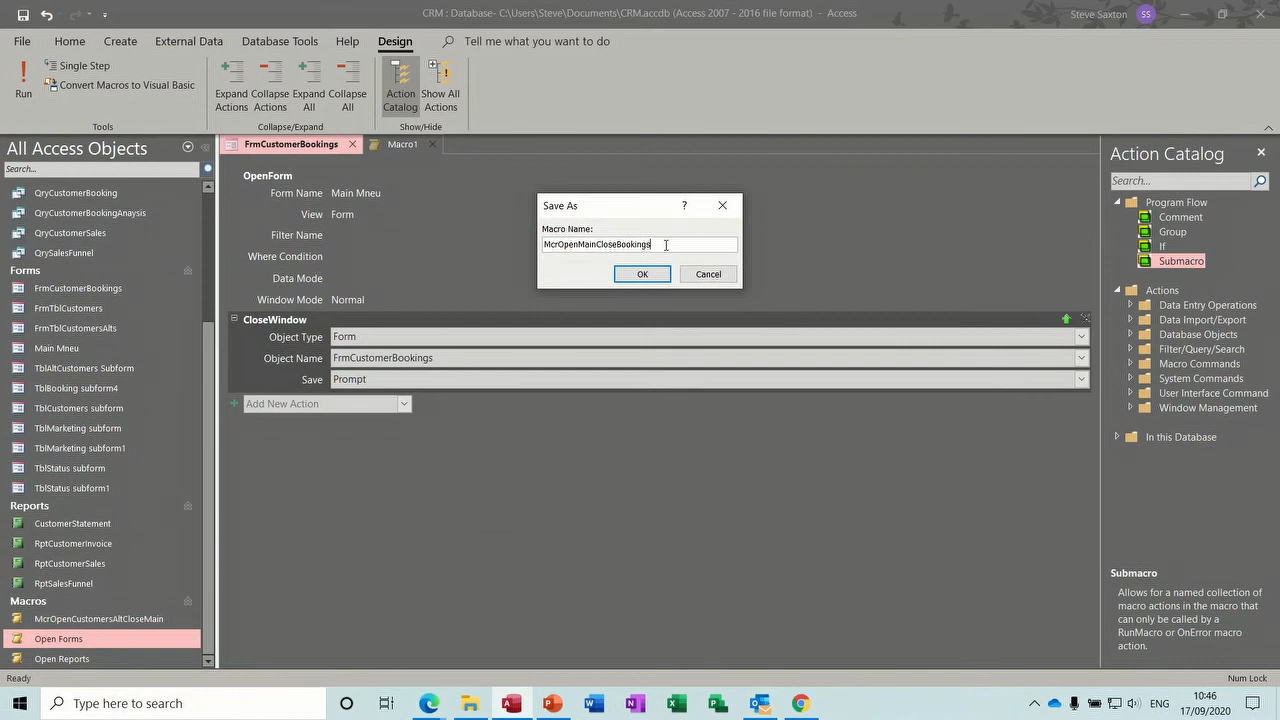 CRM : Database- C:\Users\Steve\Documents\CRM.accdb (Access 2007 - 2016 file format) - Access
Steve Saxton
SS
File
Home
Create
External Data
Database Tools
Help
Design
Tell me what you want to do
Run
Single Step
Convert Macros to Visual Basic
Tools
Expand Actions
Collapse Actions
Expand All
Collapse All
Collapse/Expand
Action Catalog
Show All Actions
Show/Hide
All Access Objects
Search...
QryCustomerBooking
QryCustomerBookingAnaysis
QryCustomerSales
QrySalesFunnel
Forms
FrmCustomerBookings
FrmTblCustomers
FrmTblCustomersAlts
Main Mneu
TblAltCustomers Subform
TblBooking subform4
TblCustomers subform
TblMarketing subform
TblMarketing subform1
TblStatus subform
TblStatus subform1
Reports
CustomerStatement
RptCustomerInvoice
RptCustomerSales
RptSalesFunnel
Macros
McrOpenCustomersAltCloseMain
Open Forms
Open Reports
FrmCustomerBookings
Macro1
OpenForm
Form Name Main Mneu
View Form
Filter Name
Where Condition
Data Mode
Window Mode Normal
CloseWindow
Object Type Form
Object Name FrmCustomerBookings
Save Prompt
Add New Action
Save As
?
Macro Name:
McrOpenMainCloseBookings
OK
Cancel
Action Catalog
Search...
Program Flow
Comment
Group
If
Submacro
Actions
Data Entry Operations
Data Import/Export
Database Objects
Filter/Query/Search
Macro Commands
System Commands
User Interface Command
Window Management
In this Database
Submacro
Allows for a named collection of
macro actions in the macro that
can only be called by a
RunMacro or OnError macro
action.
Ready
Num Lock
Type here to search
ENG
10:46
17/09/2020